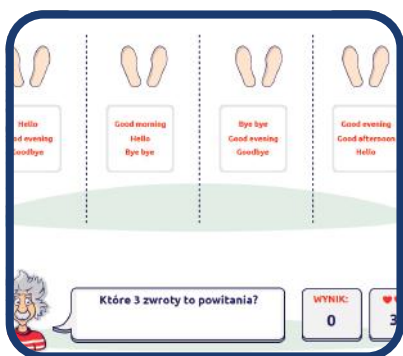 Hello
evening
Goodbye
Good morning
Hello
Bye bye
Bye bye
Good evening
Goodbye
Good evening
Good afternoon
Hello
Które 3 zwroty to powitania?
WYNIK:
0
3